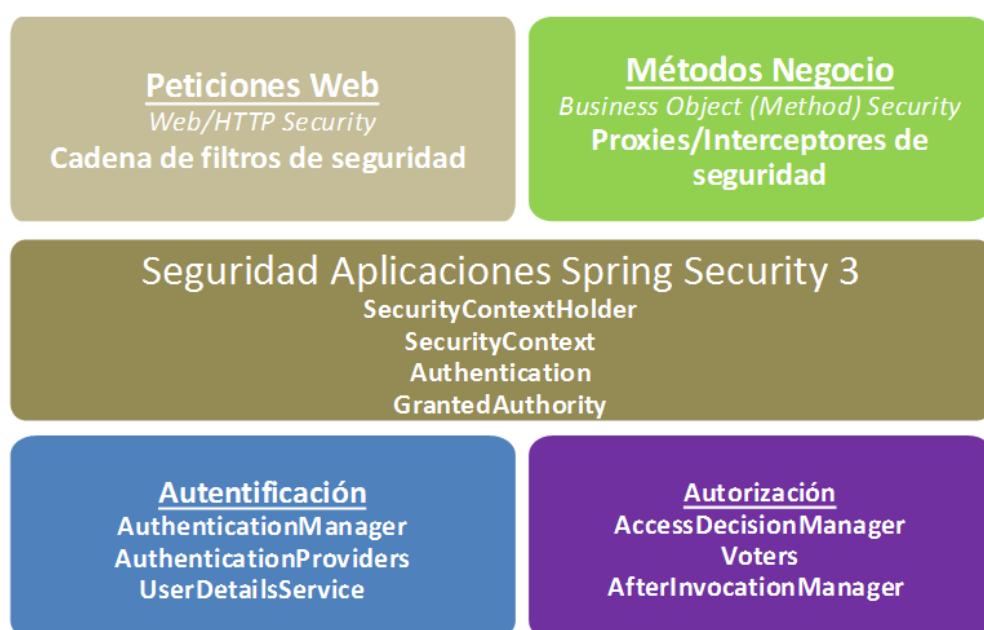 Peticiones Web
Web/HTTP Security
Cadena de filtros de seguridad
Métodos Negocio
Business Object (Method) Security
Proxies/Interceptores de
seguridad
Seguridad Aplicaciones Spring Security 3
SecurityContextHolder
SecurityContext
Authentication
GrantedAuthority
Autentificación
AuthenticationManager
AuthenticationProviders
UserDetailsService
Autorización
AccessDecisionManager
Voters
AfterInvocationManager